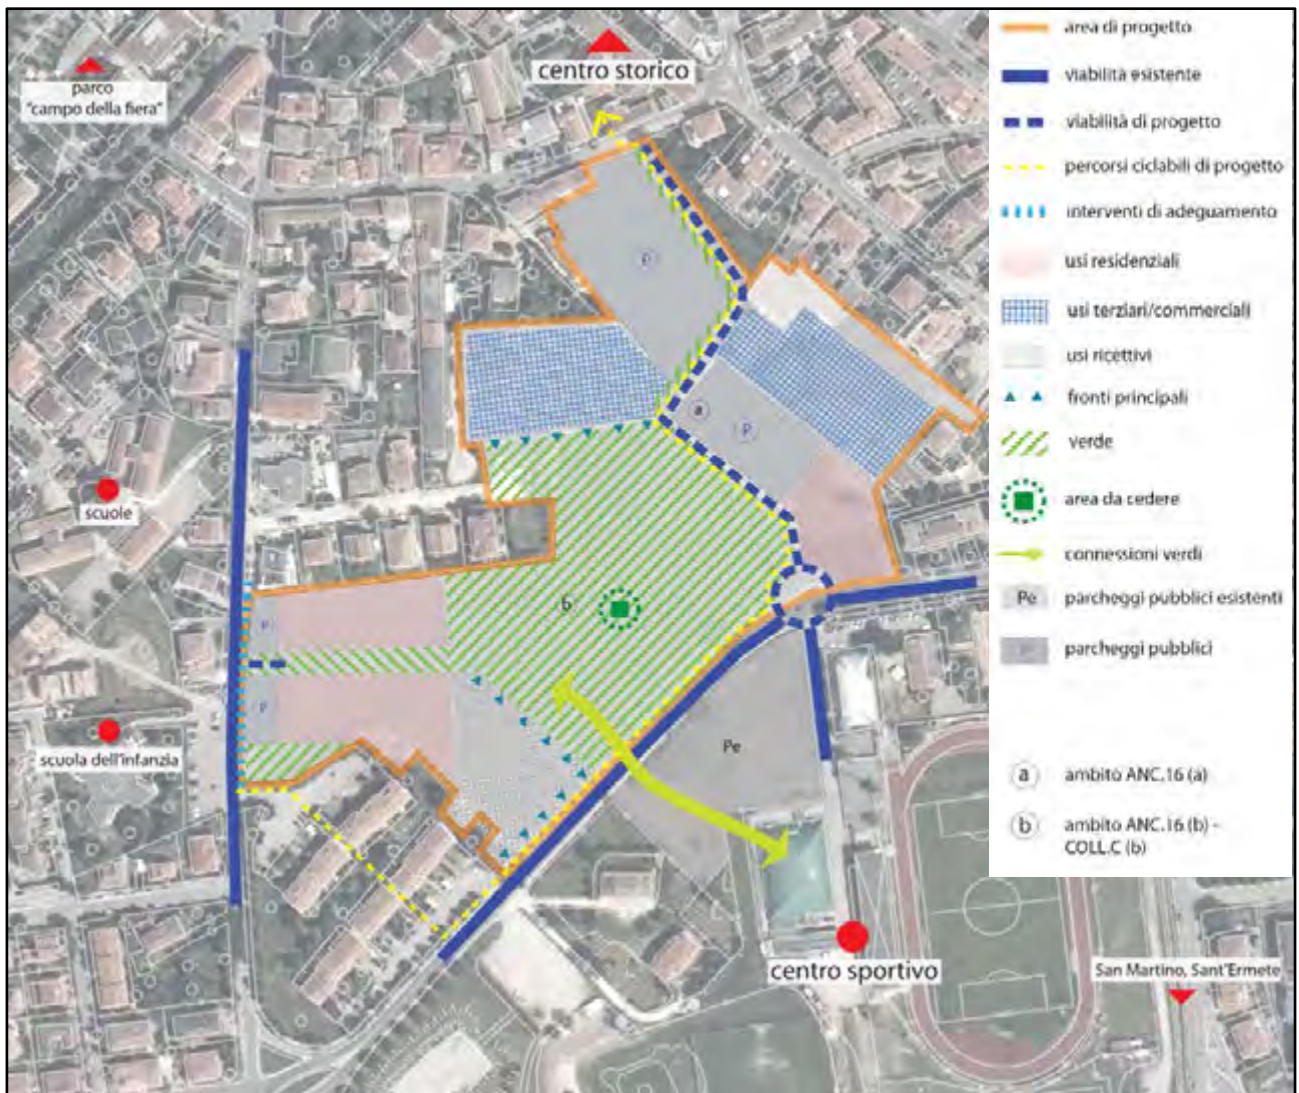 parco
"campo della fiera"
centro storico
scuole
scuola dell'infanzia
P
a
P
b
P
P
Pe
centro sportivo
San Martino, Sant'Ermete
area di progetto
viabilità esistente
viabilità di progetto
percorsi ciclabili di progetto
interventi di adeguamento
usi residenziali
usi terziari/commerciali
usi ricettivi
fronti principali
verde
area da cedere
connessioni verdi
Pe parcheggi pubblici esistenti
P parcheggi pubblici
a ambito ANC.16 (a)
b ambito ANC.16 (b) -
COLL.C (b)